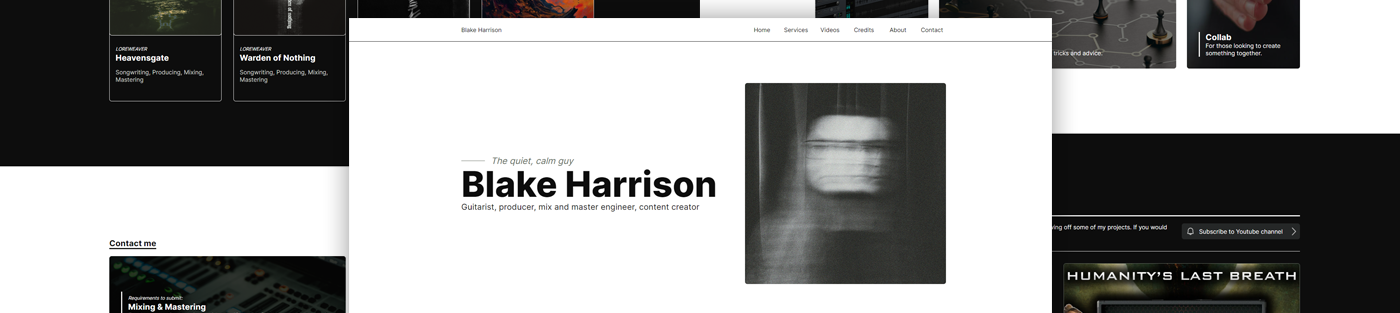 LOREWEAVER
Heavensgate
Songwriting, Producing, Mixing,
Mastering
LOREWEAVER
Warden of Nothing
Songwriting, Producing, Mixing,
Mastering
Contact me
Requirements to submit:
Mixing & Mastering
Blake Harrison
Home
Services
Videos
Credits
About
Contact
The quiet, calm guy
Blake Harrison
Guitarist, producer, mix and master engineer, content creator
tricks and advice.
Collab
For those looking to create
something together.
ving off some of my projects. If you would
Subscribe to Youtube channel
HUMANITY'S LAST BREATH